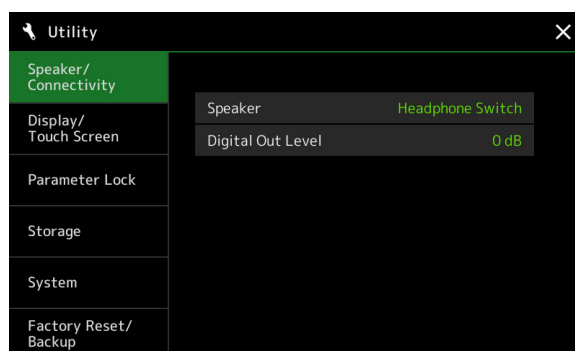 Utility
Speaker/
Connectivity
Display/
Touch Screen
Parameter Lock
Storage
System
Factory Reset/
Backup
Speaker Headphone Switch
Digital Out Level 0 dB